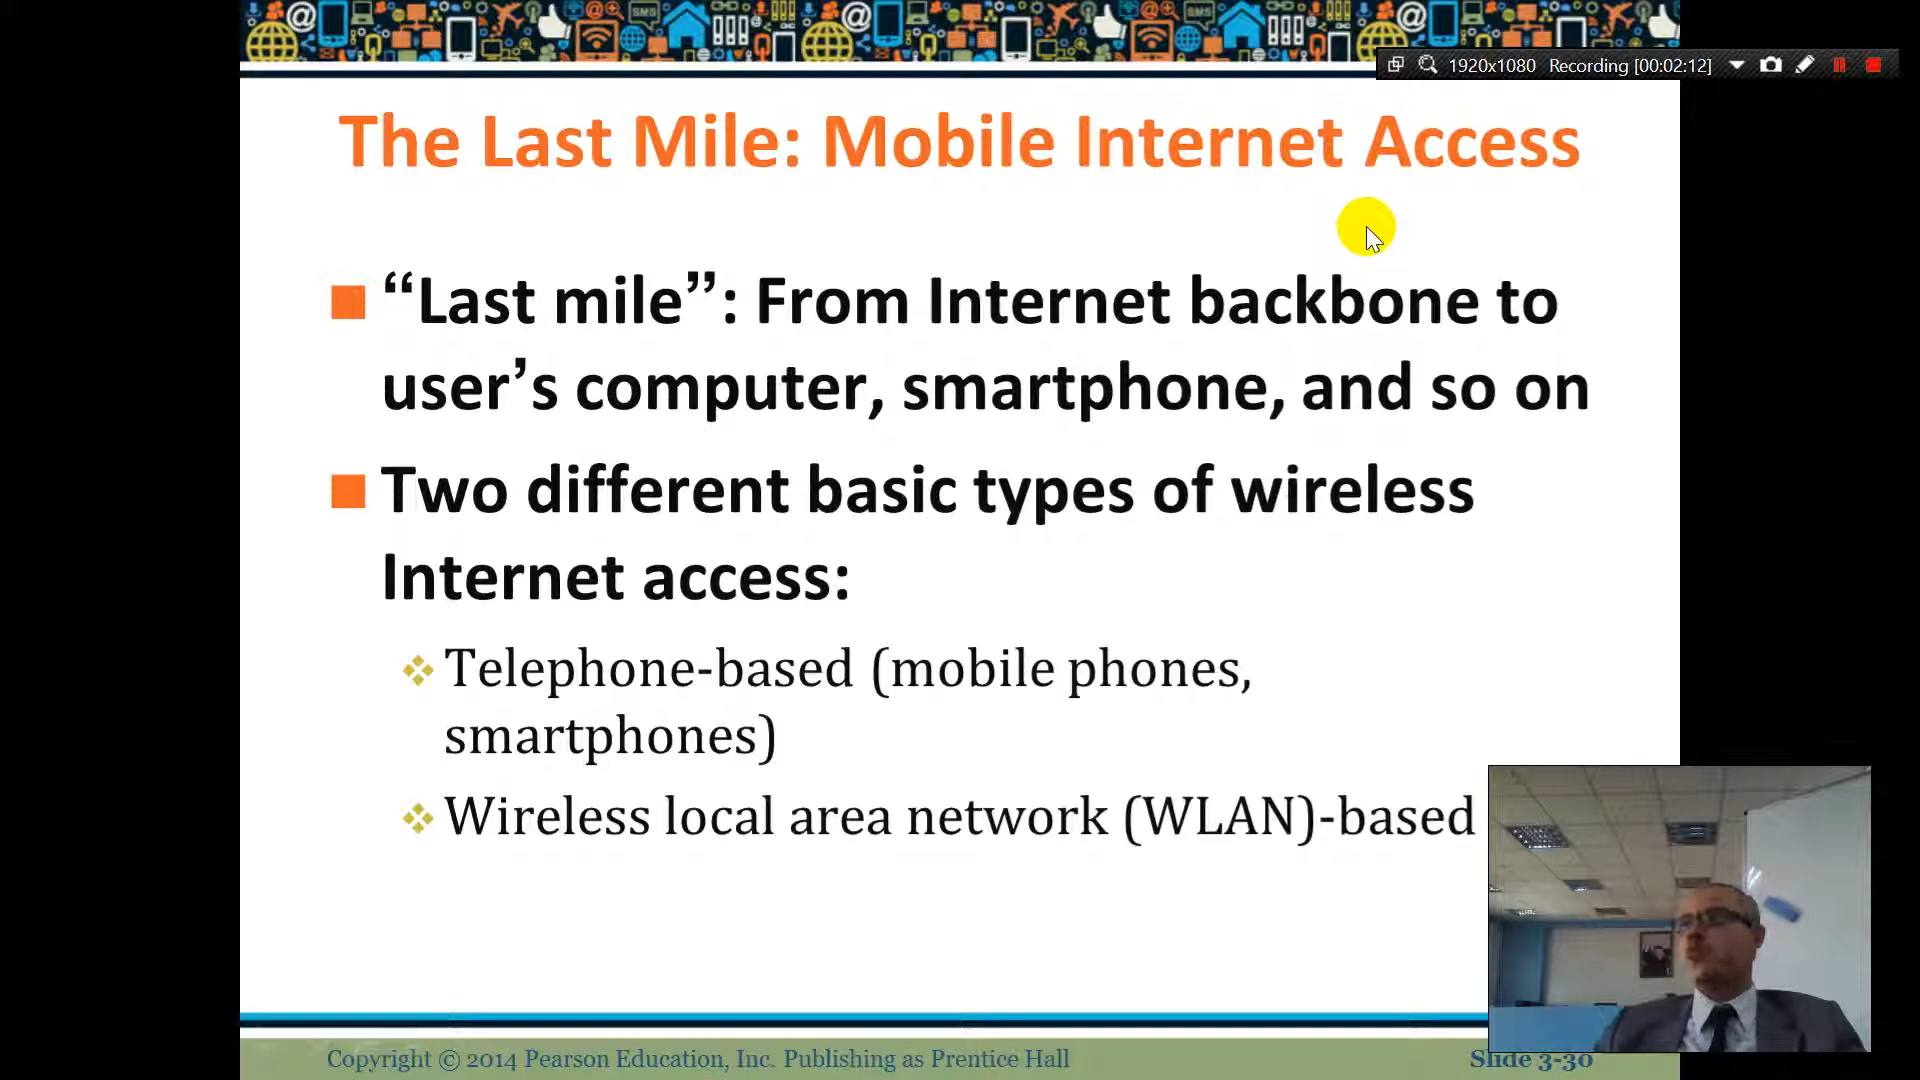 1920x1080 Recording [00:02:12]
The Last Mile: Mobile Internet Access
“Last mile”: From Internet backbone to
user’s computer, smartphone, and so on
Two different basic types of wireless
Internet access:
Telephone-based (mobile phones,
smartphones)
Wireless local area network (WLAN)-based
Copyright © 2014 Pearson Education, Inc. Publishing as Prentice Hall
Slide 3-30